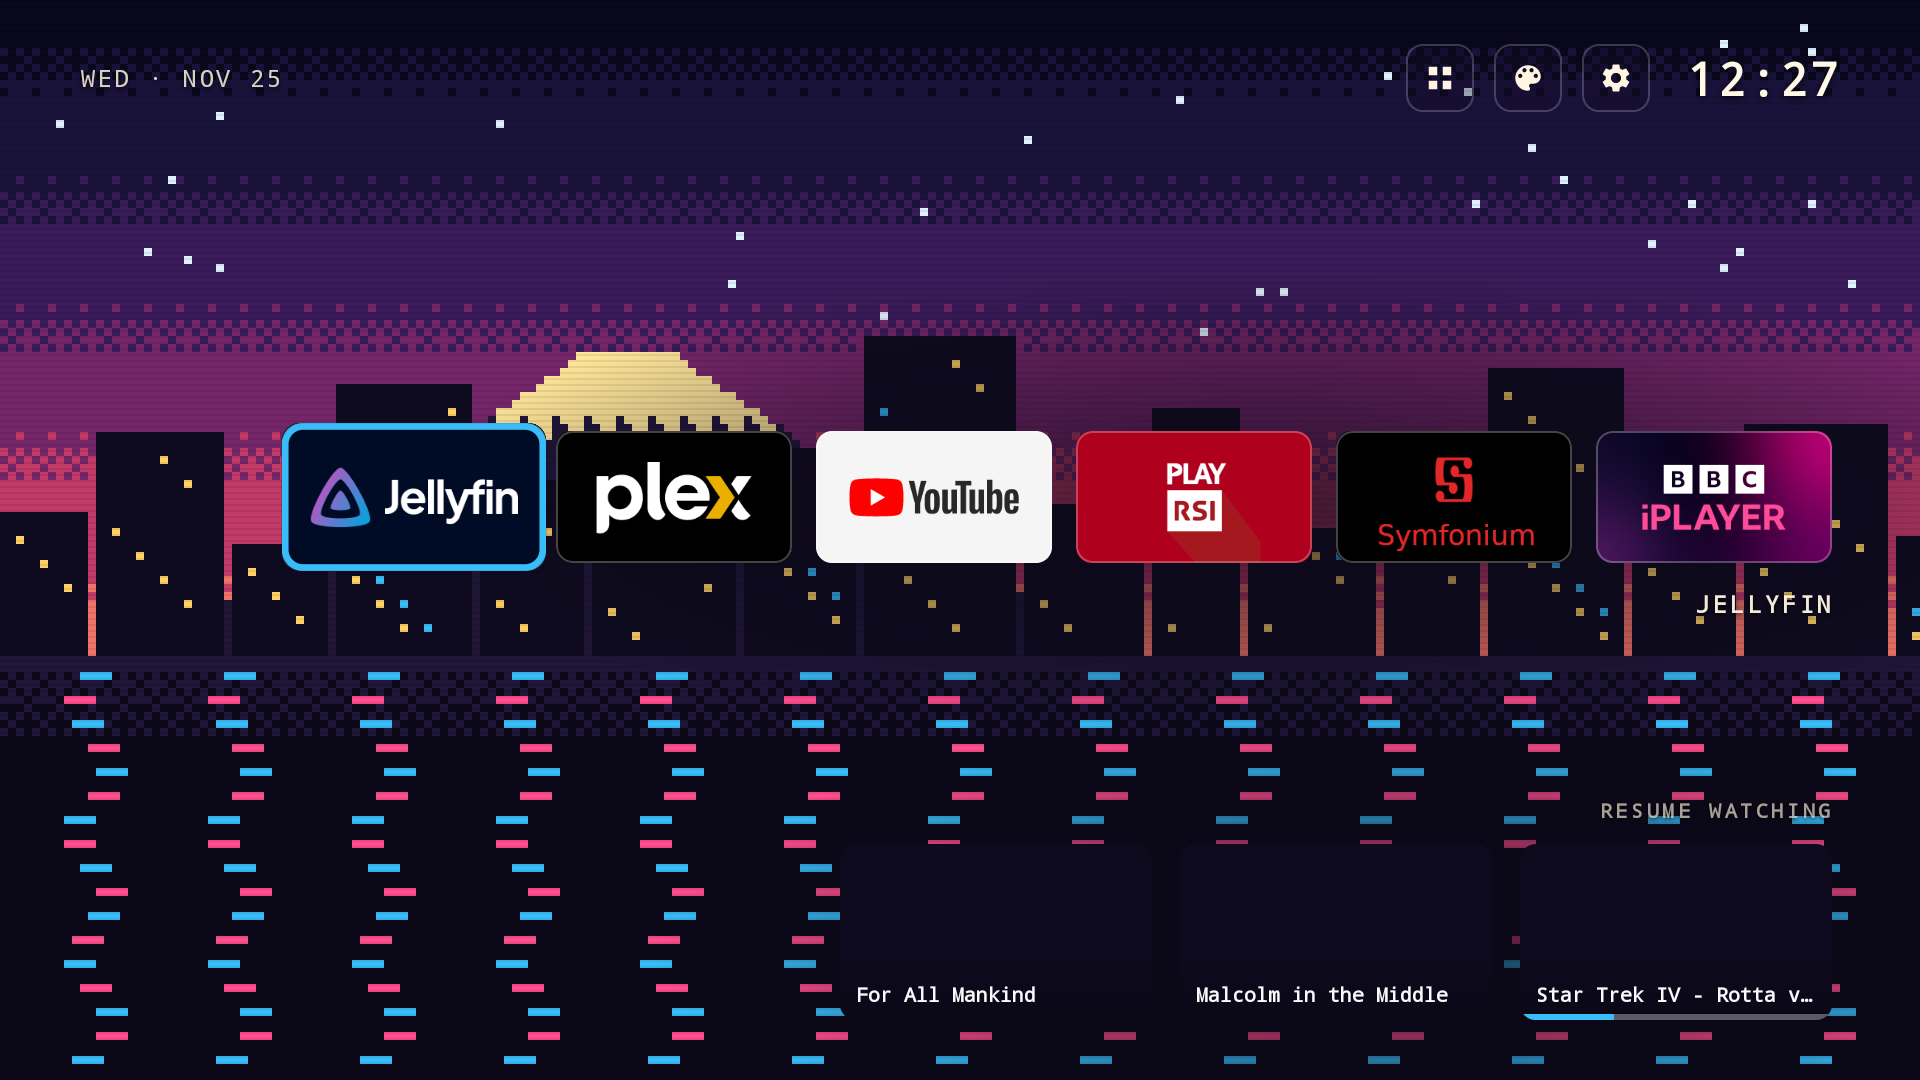 WED · NOV 25
12:27
Jellyfin
plex
YouTube
PLAY
RSI
Symfonium
BBC
iPLAYER
JELLYFIN
RESUME WATCHING
For All Mankind
Malcolm in the Middle
Star Trek IV - Rotta v…